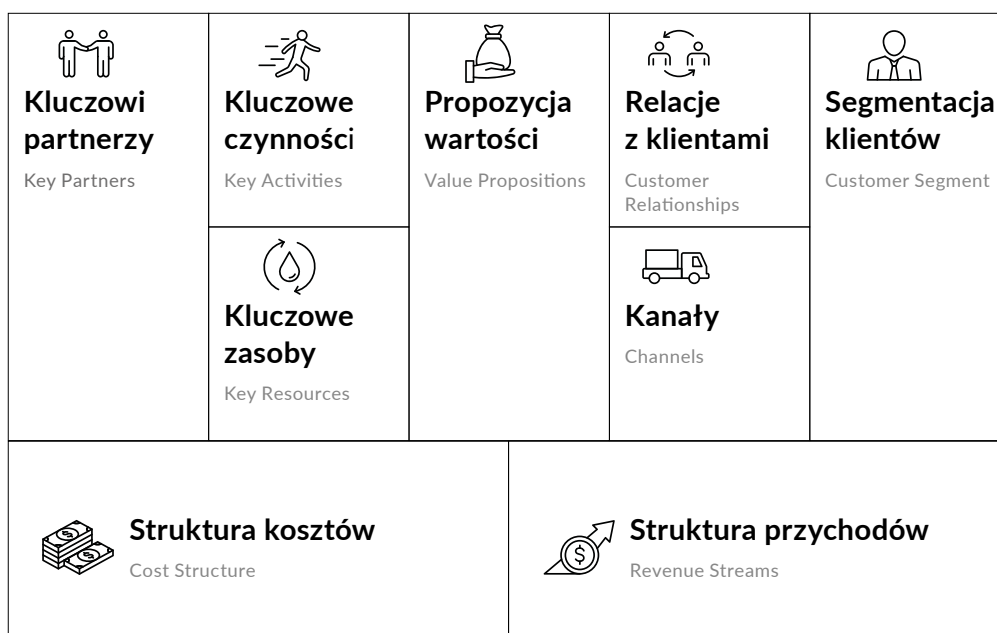 Kluczowi
partnerzy
Key Partners
Kluczowe
czynności
Key Activities
Kluczowe
zasoby
Key Resources
Propozycja
wartości
Value Propositions
Relacje
z klientami
Customer
Relationships
Kanały
Channels
Segmentacja
klientów
Customer Segment
Struktura kosztów
Cost Structure
Struktura przychodów
Revenue Streams